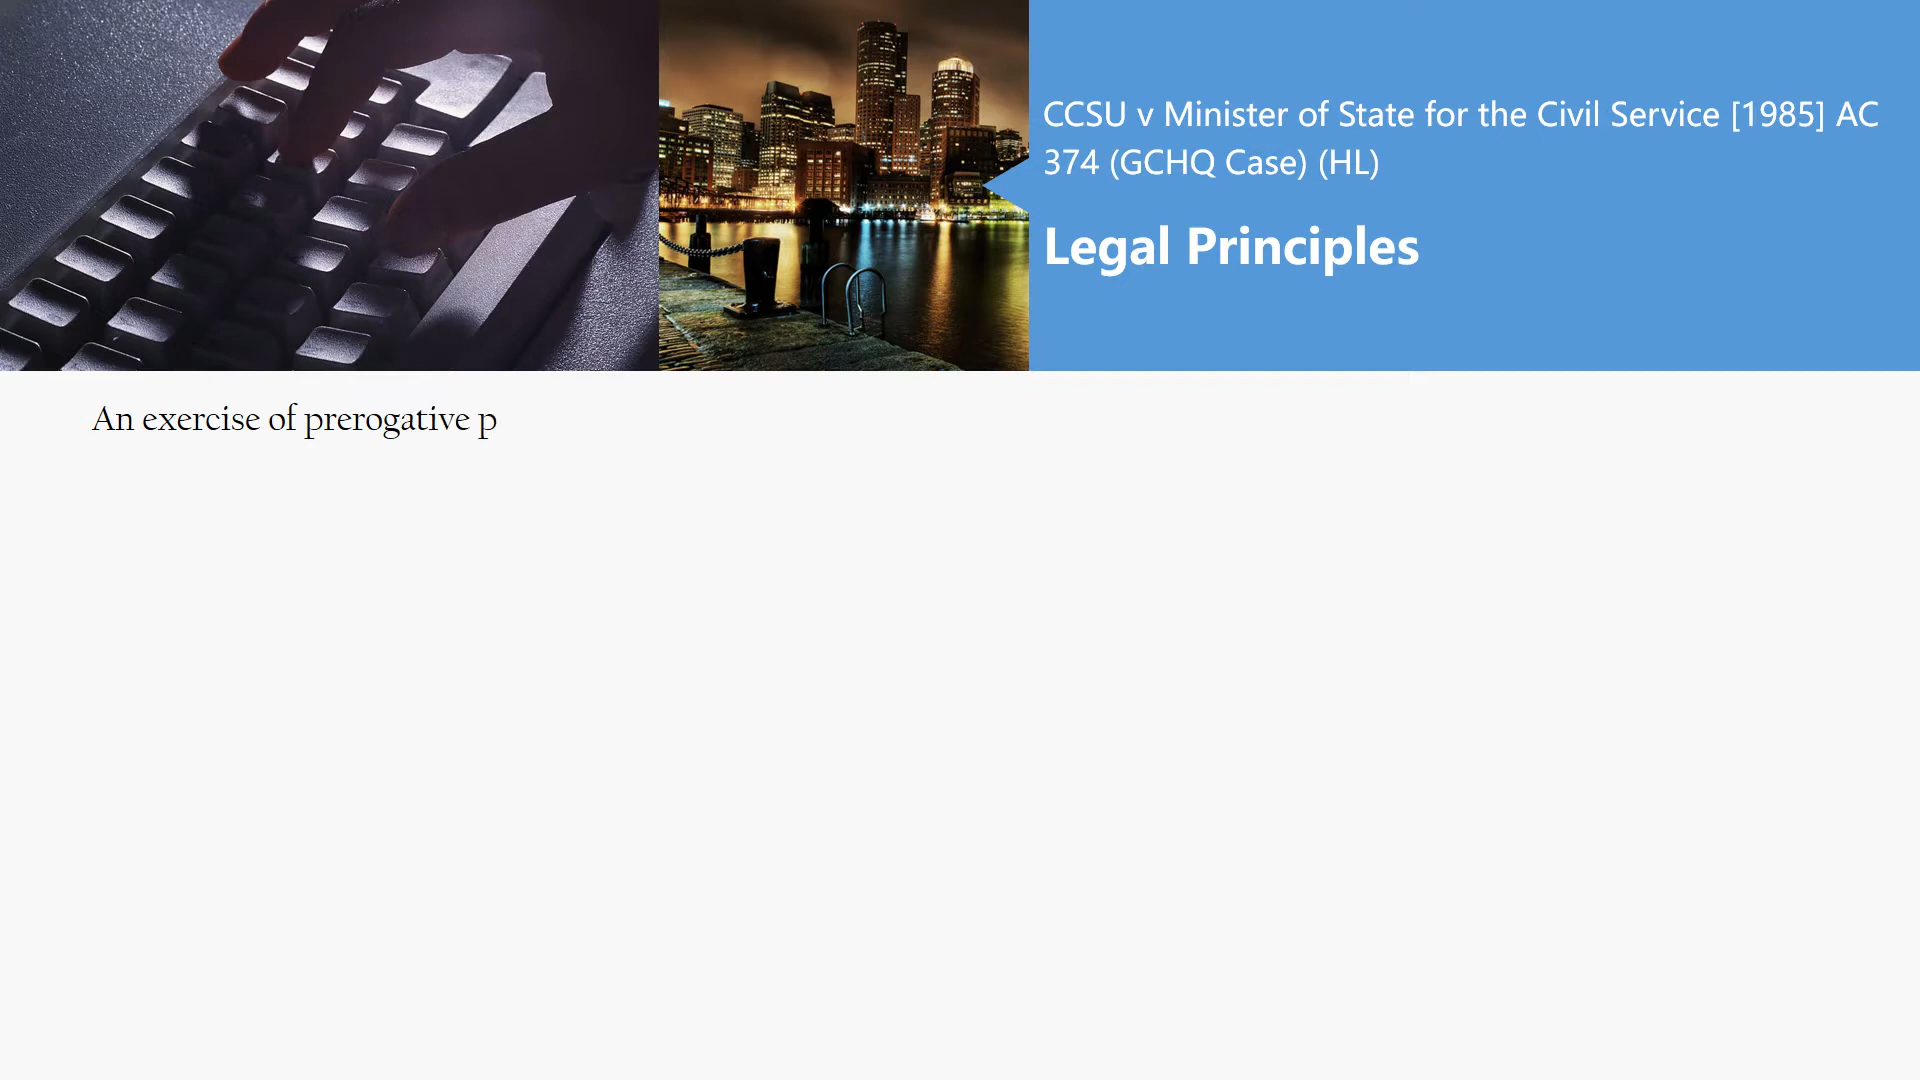 CCSU v Minister of State for the Civil Service [1985] AC
374 (GCHQ Case) (HL)
Legal Principles
An exercise of prerogative p